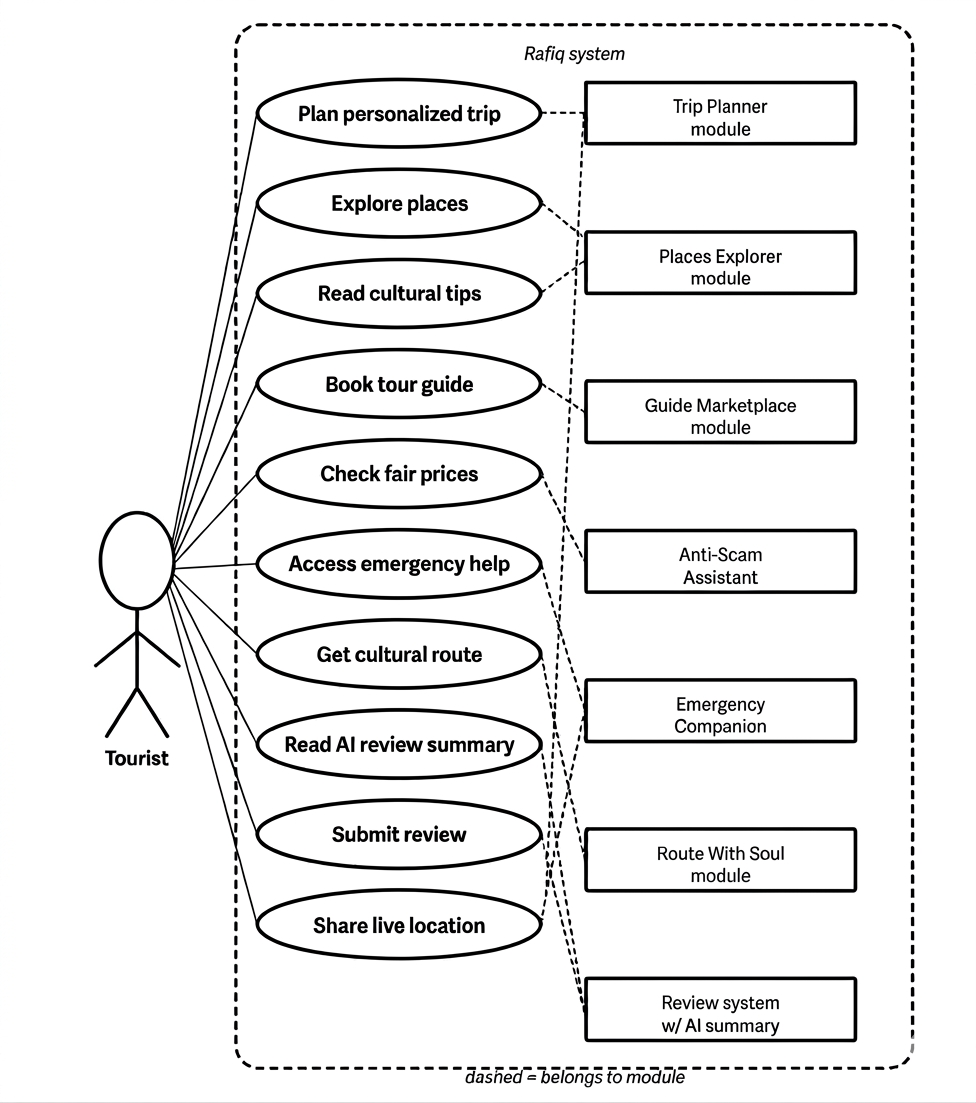 Rafiq system
Plan personalized trip
Trip Planner
module
Explore places
Places Explorer
module
Read cultural tips
Book tour guide
Guide Marketplace
module
Check fair prices
Anti-Scam
Assistant
Access emergency help
Get cultural route
Emergency
Companion
Read AI review summary
Submit review
Route With Soul
module
Share live location
Review system
w/ AI summary
Tourist
dashed = belongs to module